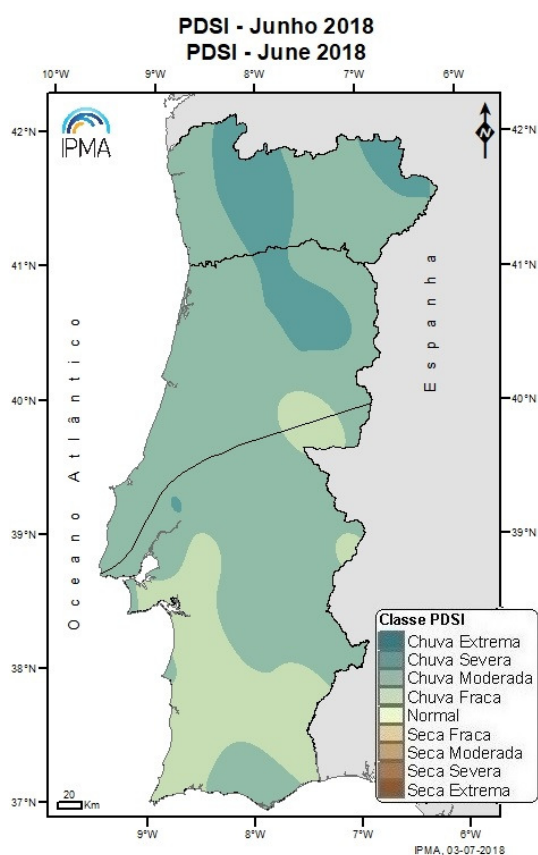 PDSI - Junho 2018
PDSI - June 2018
10°W 9°W 8°W 7°W 6°W
42°N 42°N
IPMA
N
41°N 41°N
Espanha
Oceano Atlântico
40°N 40°N
39°N 39°N
38°N
37°N
Classe PDSI
Chuva Extrema
Chuva Severa
Chuva Moderada
Chuva Fraca
Normal
Seca Fraca
Seca Moderada
Seca Severa
Seca Extrema
20
Km
9°W 8°W 7°W 6°W
IPMA, 03-07-2018